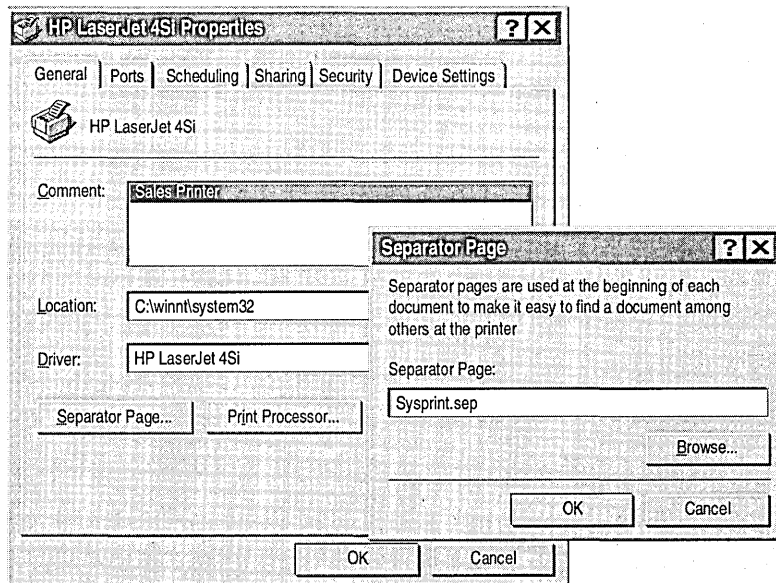 HP LaserJet 4Si Properties
General Ports Scheduling Sharing Security Device Settings
HP LaserJet 4Si
Comment: Sales Printer
Location: C:\winnt\system32
Driver: HP LaserJet 4Si
Separator Page... Print Processor...
OK Cancel
Separator Page
Separator pages are used at the beginning of each
document to make it easy to find a document among
others at the printer
Separator Page:
Sysprint.sep
Browse...
OK Cancel